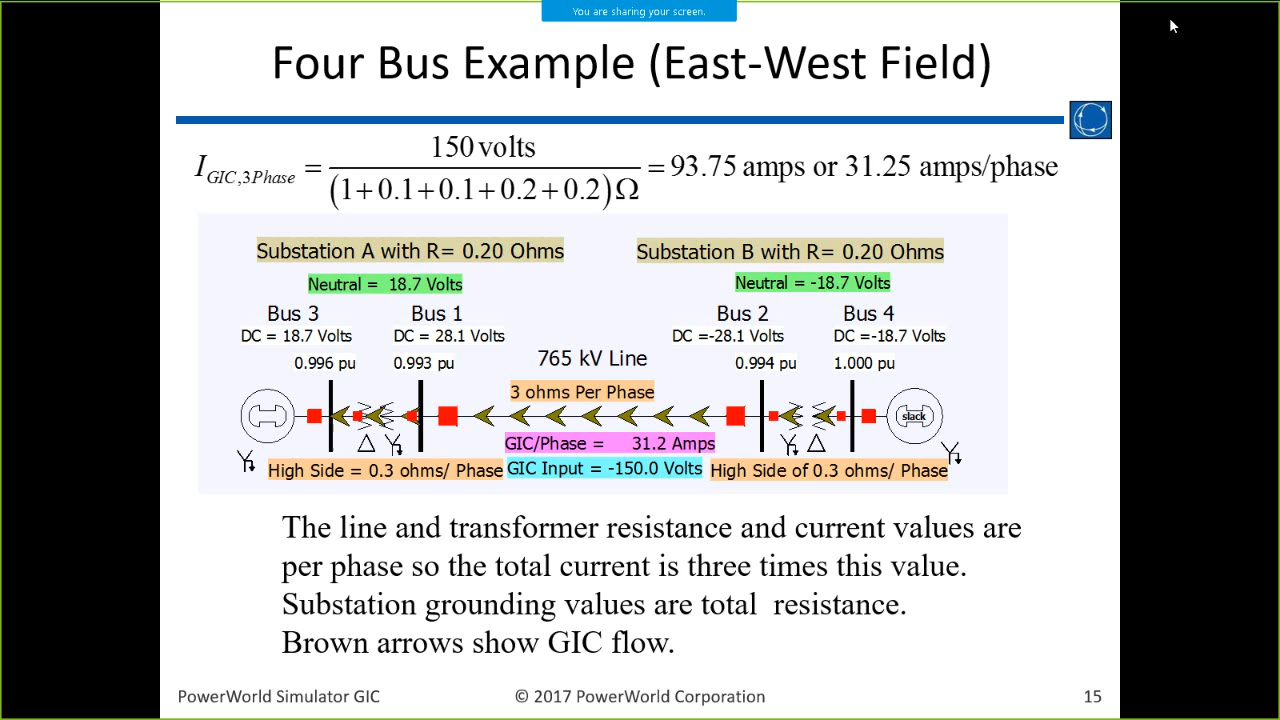 You are sharing your screen.
Four Bus Example (East-West Field)
I_{GIC,3Phase} = 150 volts / (1+0.1+0.1+0.2+0.2)Ω = 93.75 amps or 31.25 amps/phase
Substation A with R= 0.20 Ohms
Substation B with R= 0.20 Ohms
Neutral = 18.7 Volts
Neutral = -18.7 Volts
Bus 3
Bus 1
Bus 2
Bus 4
DC = 18.7 Volts
DC = 28.1 Volts
DC =-28.1 Volts
DC =-18.7 Volts
0.996 pu
0.993 pu
765 kV Line
0.994 pu
1.000 pu
3 ohms Per Phase
slack
GIC/Phase = 31.2 Amps
High Side = 0.3 ohms/ Phase
GIC Input = -150.0 Volts
High Side of 0.3 ohms/ Phase
The line and transformer resistance and current values are
per phase so the total current is three times this value.
Substation grounding values are total resistance.
Brown arrows show GIC flow.
PowerWorld Simulator GIC
© 2017 PowerWorld Corporation
15